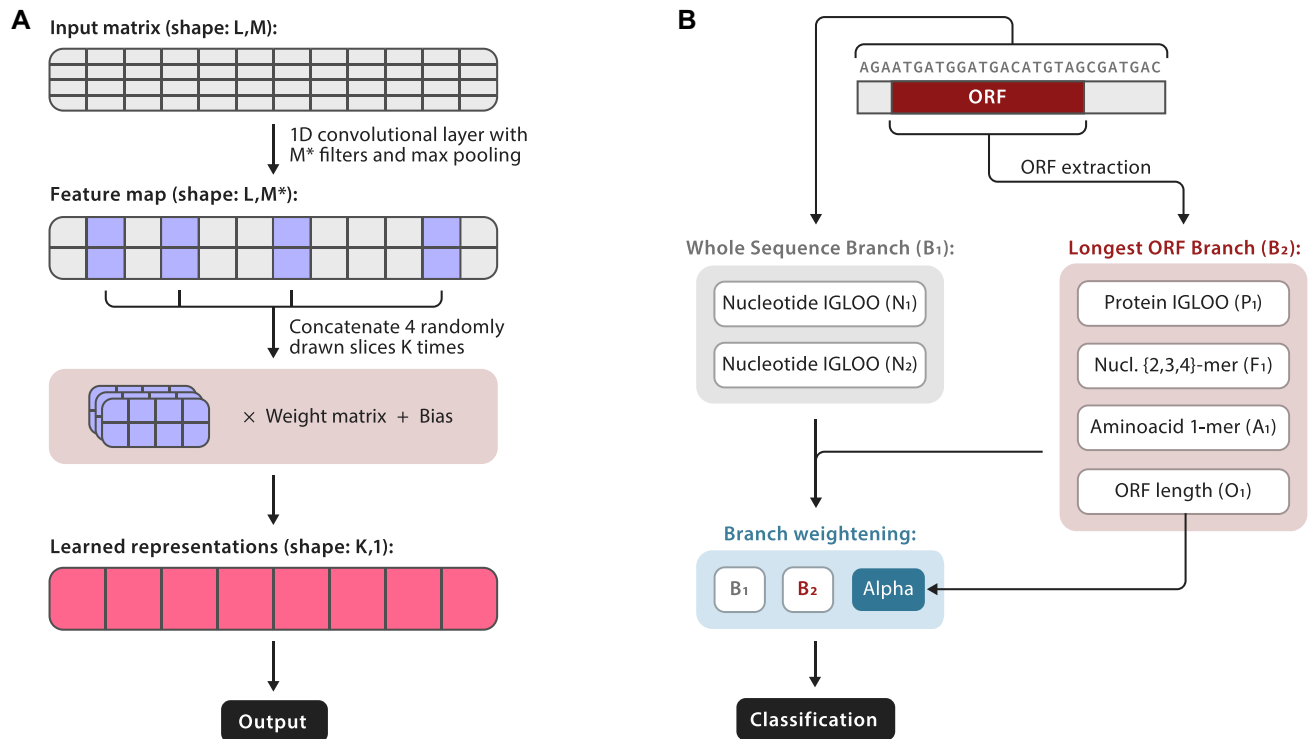 A
Input matrix (shape: L,M):
1D convolutional layer with
M* filters and max pooling
Feature map (shape: L,M*):
Concatenate 4 randomly
drawn slices K times
× Weight matrix + Bias
Learned representations (shape: K,1):
Output
B
AGAATGATGGATGACATGTAGCGATGAC
ORF
ORF extraction
Whole Sequence Branch (B₁):
Nucleotide IGLOO (N₁)
Nucleotide IGLOO (N₂)
Longest ORF Branch (B₂):
Protein IGLOO (P₁)
Nucl. {2,3,4}-mer (F₁)
Aminoacid 1-mer (A₁)
ORF length (O₁)
Branch weightening:
B₁
B₂
Alpha
Classification